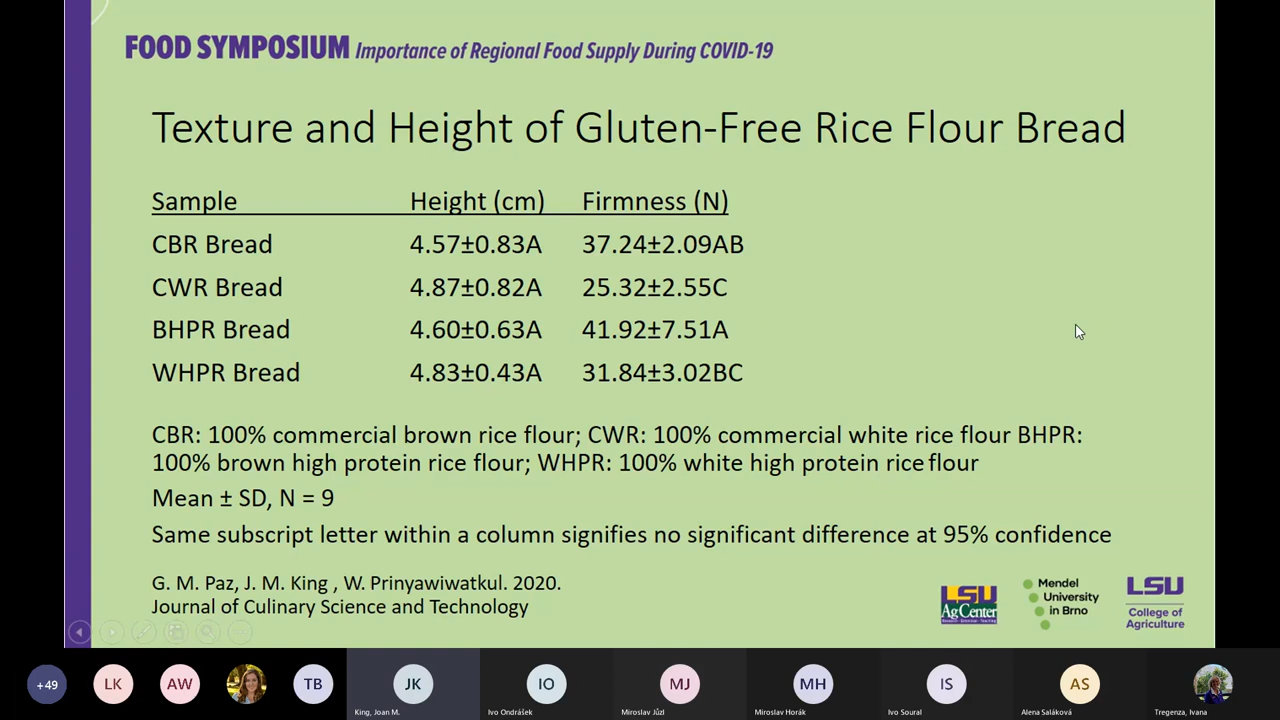 FOOD SYMPOSIUM Importance of Regional Food Supply During COVID-19
Texture and Height of Gluten-Free Rice Flour Bread
Sample Height (cm) Firmness (N)
CBR Bread 4.57±0.83A 37.24±2.09AB
CWR Bread 4.87±0.82A 25.32±2.55C
BHPR Bread 4.60±0.63A 41.92±7.51A
WHPR Bread 4.83±0.43A 31.84±3.02BC
CBR: 100% commercial brown rice flour; CWR: 100% commercial white rice flour BHPR:
100% brown high protein rice flour; WHPR: 100% white high protein rice flour
Mean ± SD, N = 9
Same subscript letter within a column signifies no significant difference at 95% confidence
G. M. Paz, J. M. King , W. Prinyawiwatkul. 2020.
Journal of Culinary Science and Technology
LSU
AgCenter
Mendel
University
in Brno
LSU
College of
Agriculture
+49 LK AW TB JK IO MJ MH IS AS
King, Joan M. Ivo Ondrášek Miroslav Jůzl Miroslav Horák Ivo Soural Alena Saláková Tregenza, Ivana